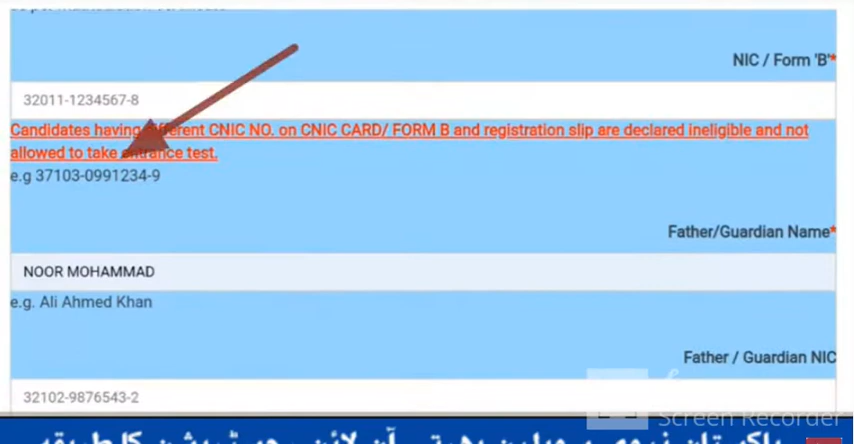 NIC / Form 'B'*
32011-1234567-8
Candidates having different CNIC NO. on CNIC CARD/ FORM B and registration slip are declared ineligible and not
allowed to take entrance test.
e.g 37103-0991234-9
Father/Guardian Name*
NOOR MOHAMMAD
e.g. Ali Ahmed Khan
Father / Guardian NIC
32102-9876543-2
Screen Recorder